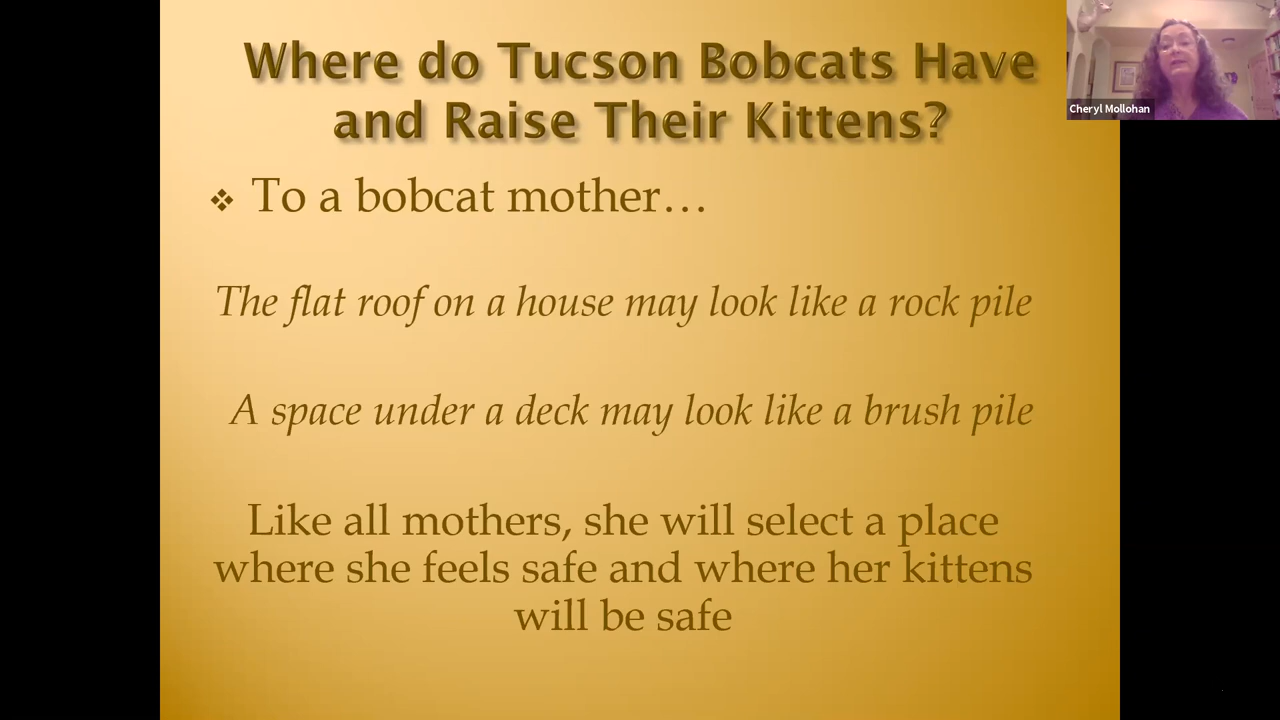 Where do Tucson Bobcats Have
and Raise Their Kittens?
Cheryl Mollohan
❖ To a bobcat mother…
The flat roof on a house may look like a rock pile
A space under a deck may look like a brush pile
Like all mothers, she will select a place
where she feels safe and where her kittens
will be safe